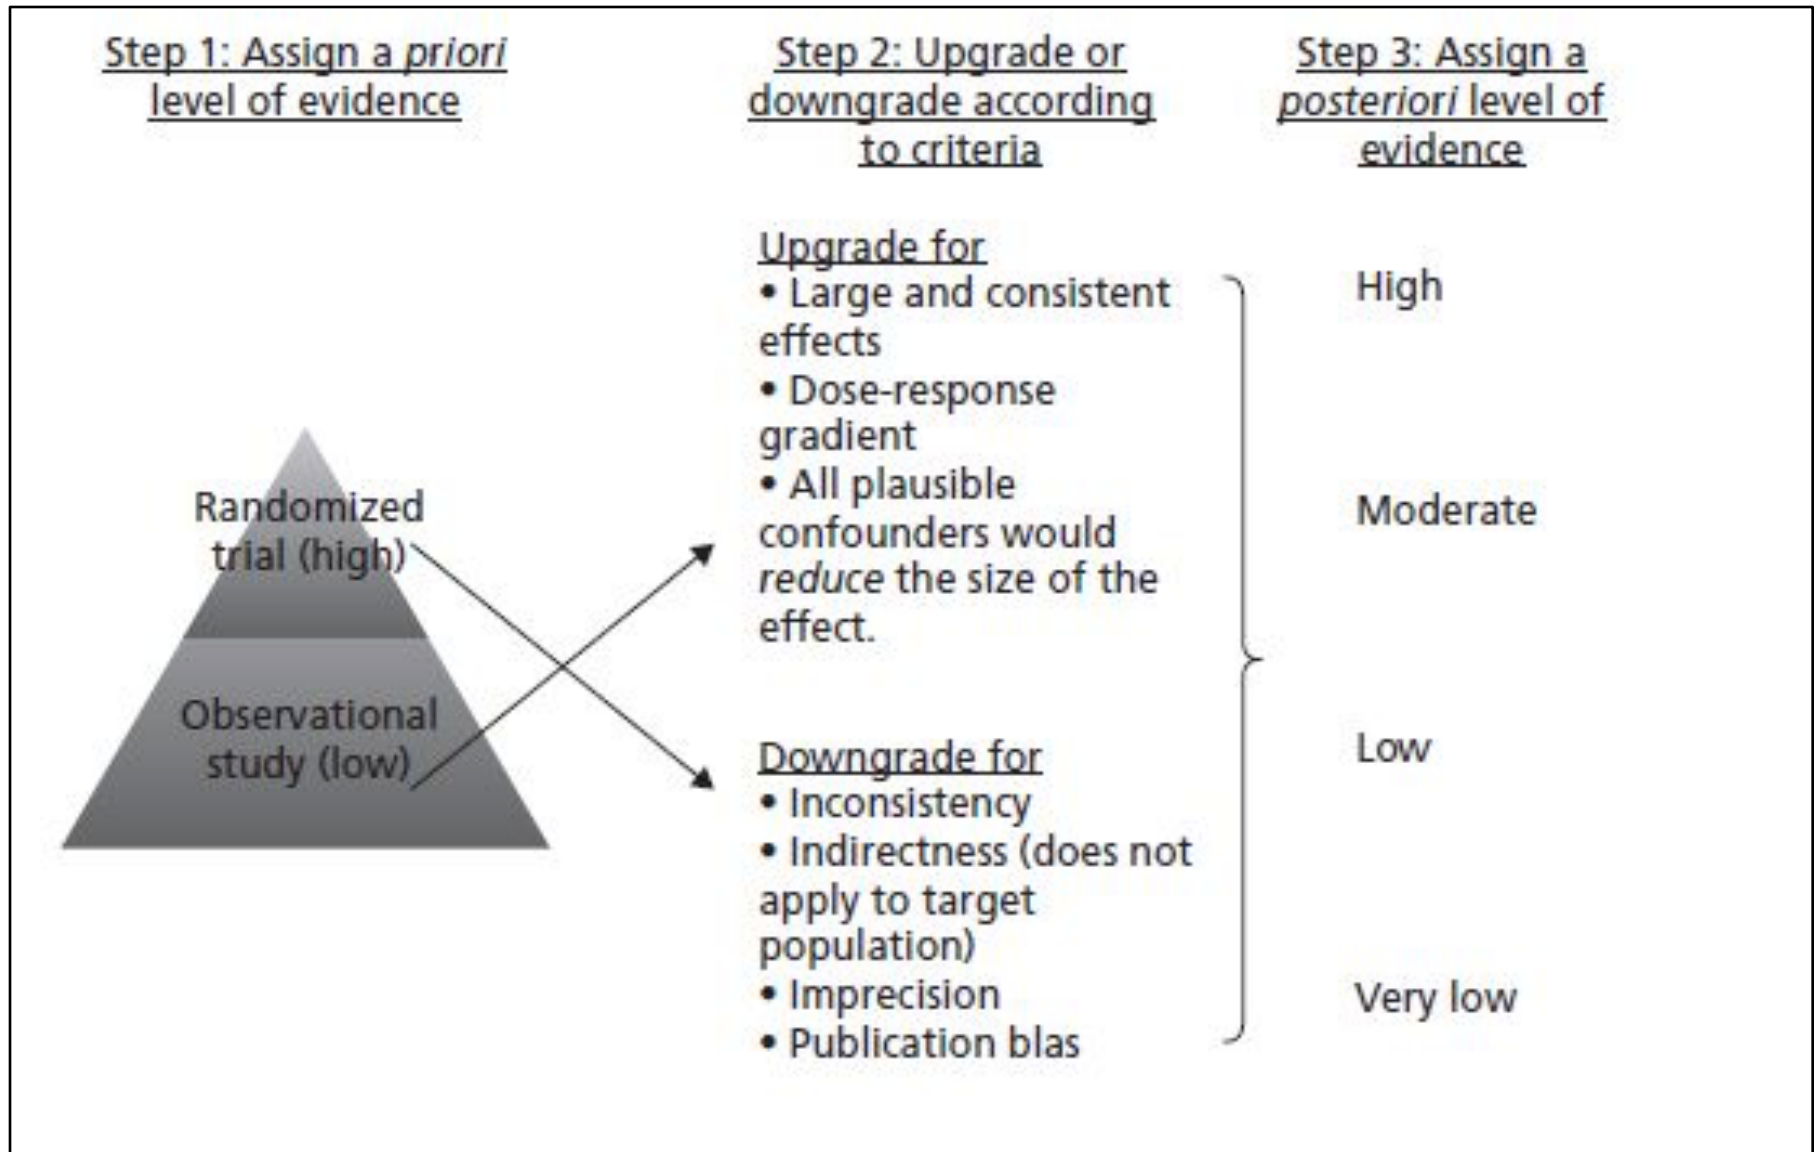 Step 1: Assign a priori
level of evidence
Step 2: Upgrade or
downgrade according
to criteria
Step 3: Assign a
posteriori level of
evidence
Randomized
trial (high)
Observational
study (low)
Upgrade for
• Large and consistent
effects
• Dose-response
gradient
• All plausible
confounders would
reduce the size of the
effect.
Downgrade for
• Inconsistency
• Indirectness (does not
apply to target
population)
• Imprecision
• Publication blas
High
Moderate
Low
Very low